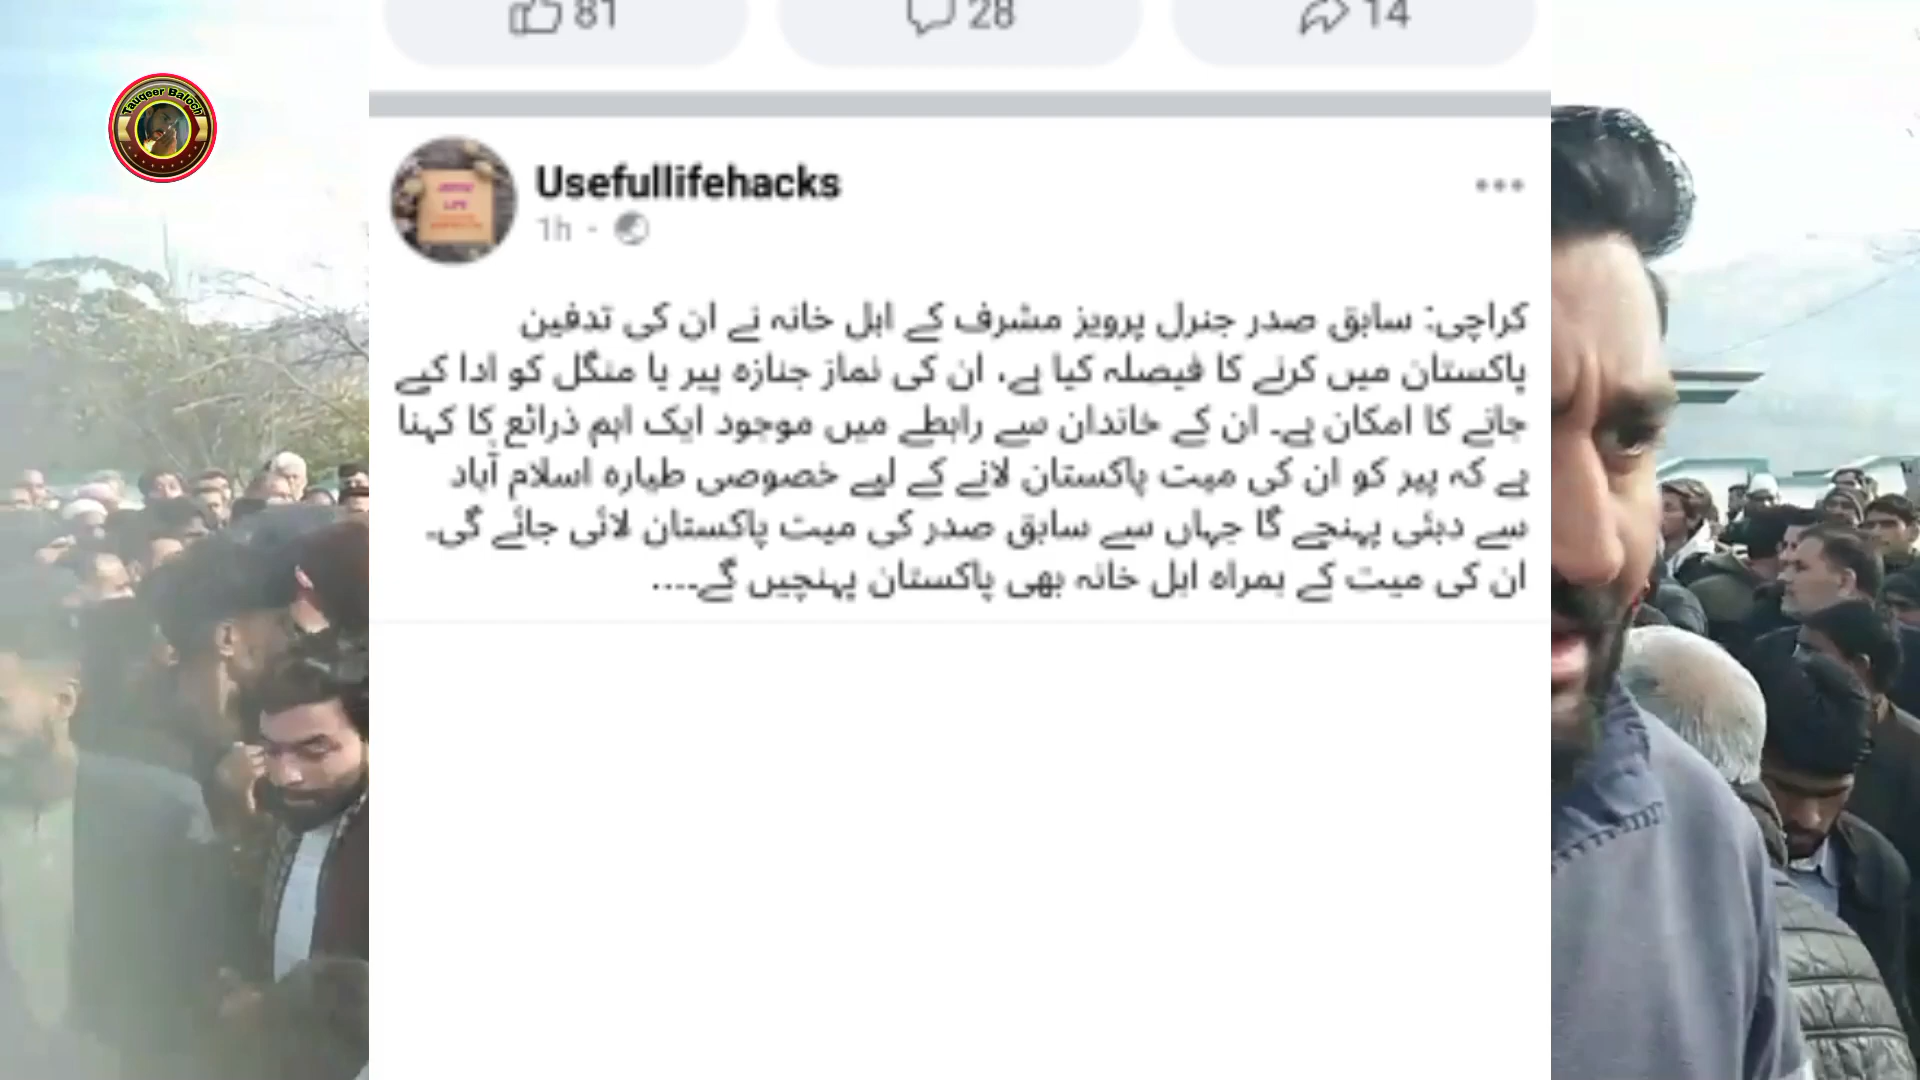 81
28
14
Tauqeer Baloch
Usefullifehacks
1h
کراچی: سابق صدر جنرل پرویز مشرف کے اہل خانہ نے ان کی تدفین
پاکستان میں کرنے کا فیصلہ کیا ہے، ان کی نماز جنازہ پیر یا منگل کو ادا کیے
جانے کا امکان ہے۔ ان کے خاندان سے رابطے میں موجود ایک اہم ذرائع کا کہنا
ہے کہ پیر کو ان کی میت پاکستان لانے کے لیے خصوصی طیارہ اسلام آباد
سے دبئی پہنچے گا جہاں سے سابق صدر کی میت پاکستان لائی جائے گی۔
ان کی میت کے ہمراہ اہل خانہ بھی پاکستان پہنچیں گے۔...